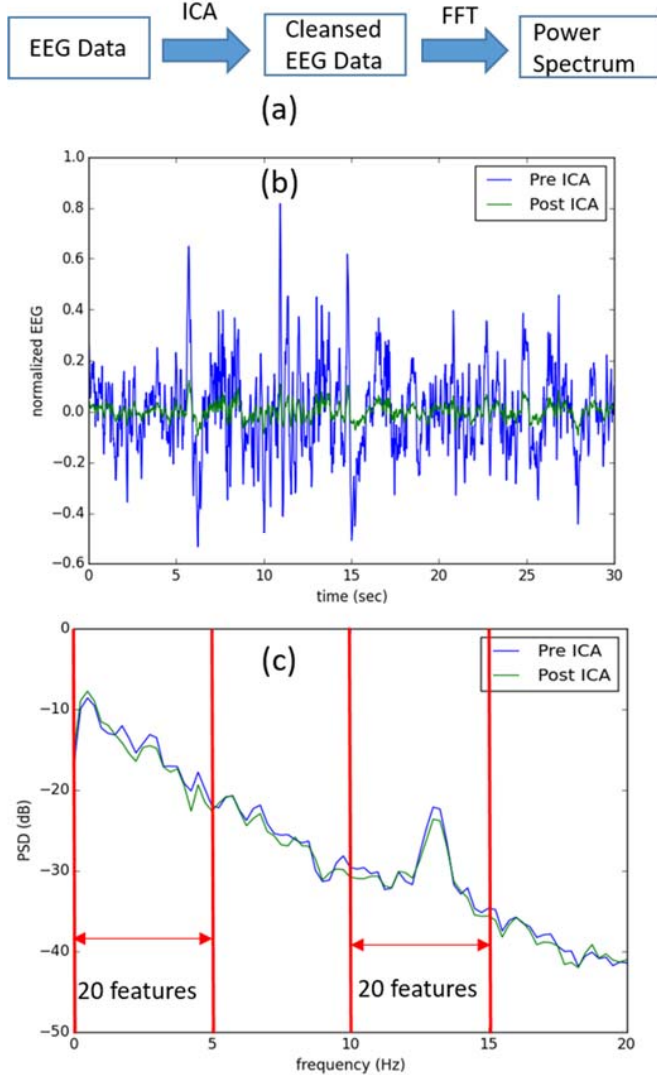 ICA
FFT
EEG Data
Cleansed
EEG Data
Power
Spectrum
(a)
(b)
1.0
0.8
0.6
0.4
0.2
0.0
−0.2
−0.4
−0.6
normalized EEG
Pre ICA
Post ICA
0 5 10 15 20 25 30
time (sec)
(c)
0
−10
−20
−30
−40
−50
PSD (dB)
Pre ICA
Post ICA
20 features
20 features
0 5 10 15 20
frequency (Hz)